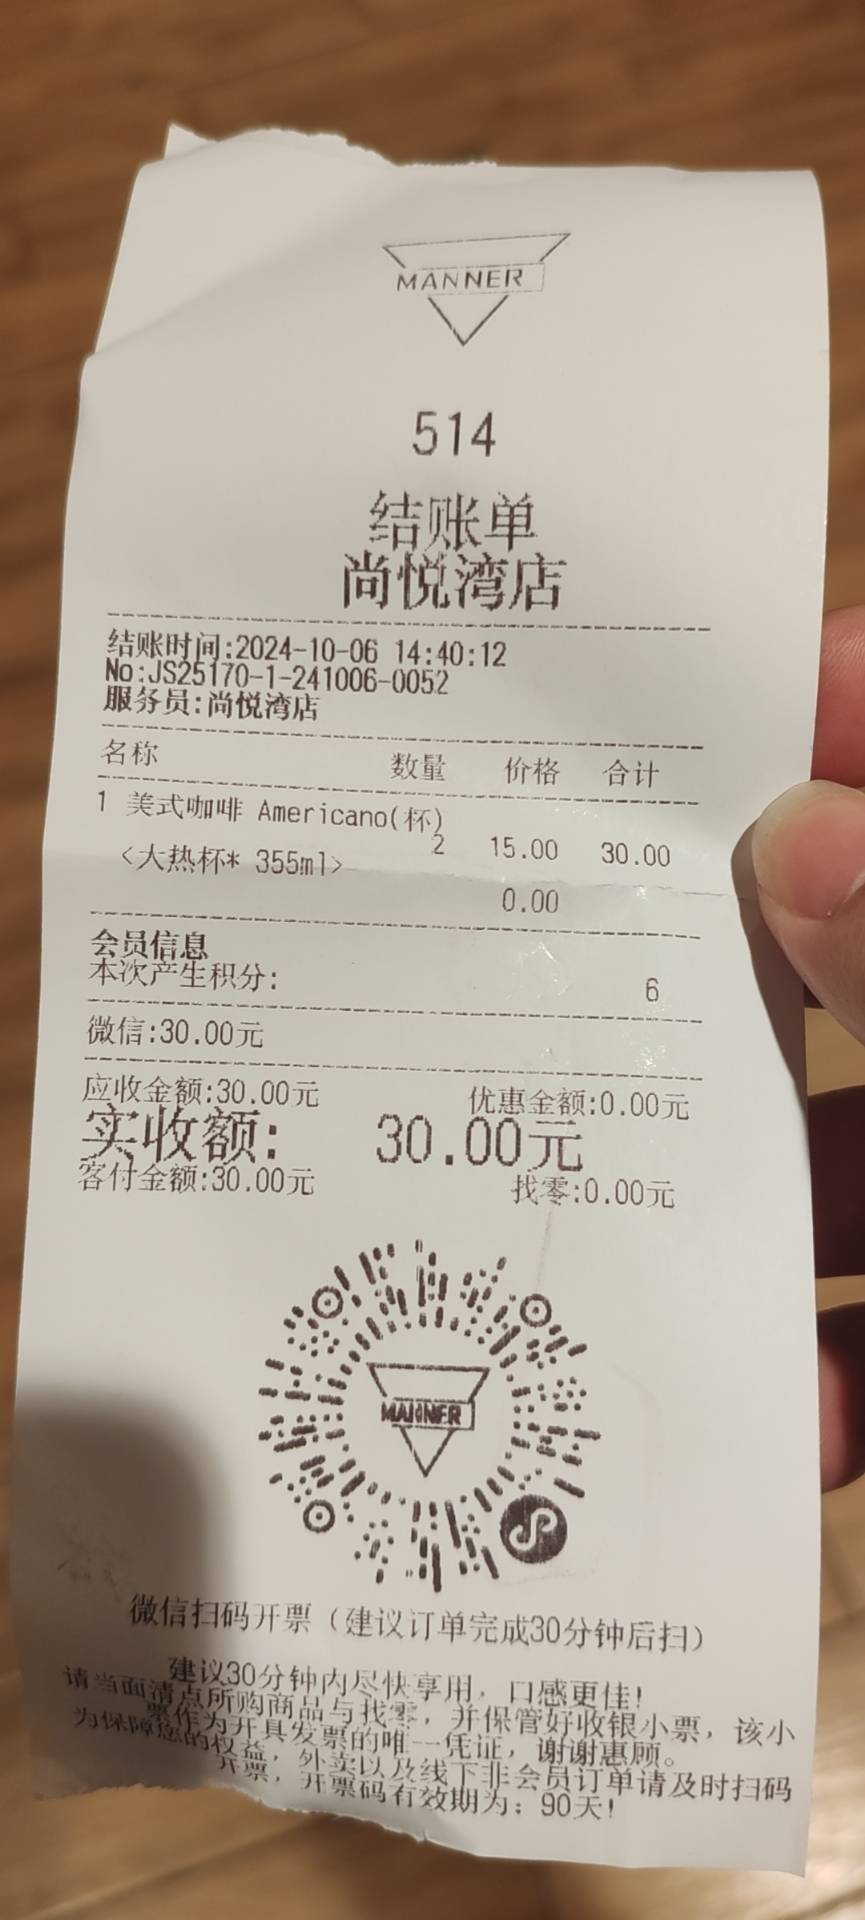 MANNER
514
结账单
尚悦湾店
结账时间:2024-10-06 14:40:12
No:JS25170-1-241006-0052
服务员:尚悦湾店
名称 数量 价格 合计
1 美式咖啡 Americano(杯)
2 15.00 30.00
<大热杯* 355ml>
0.00
会员信息
本次产生积分: 6
微信:30.00元
应收金额:30.00元 优惠金额:0.00元
实收额: 30.00元
客付金额:30.00元 找零:0.00元
MANNER
微信扫码开票（建议订单完成30分钟后扫）
建议30分钟内尽快享用，口感更佳!
请当面清点所购商品与找零，并保管好收银小票，该小
票作为开具发票的唯一凭证，谢谢惠顾。
为保障您的权益，外卖以及线下非会员订单请及时扫码
开票，开票码有效期为：90天!